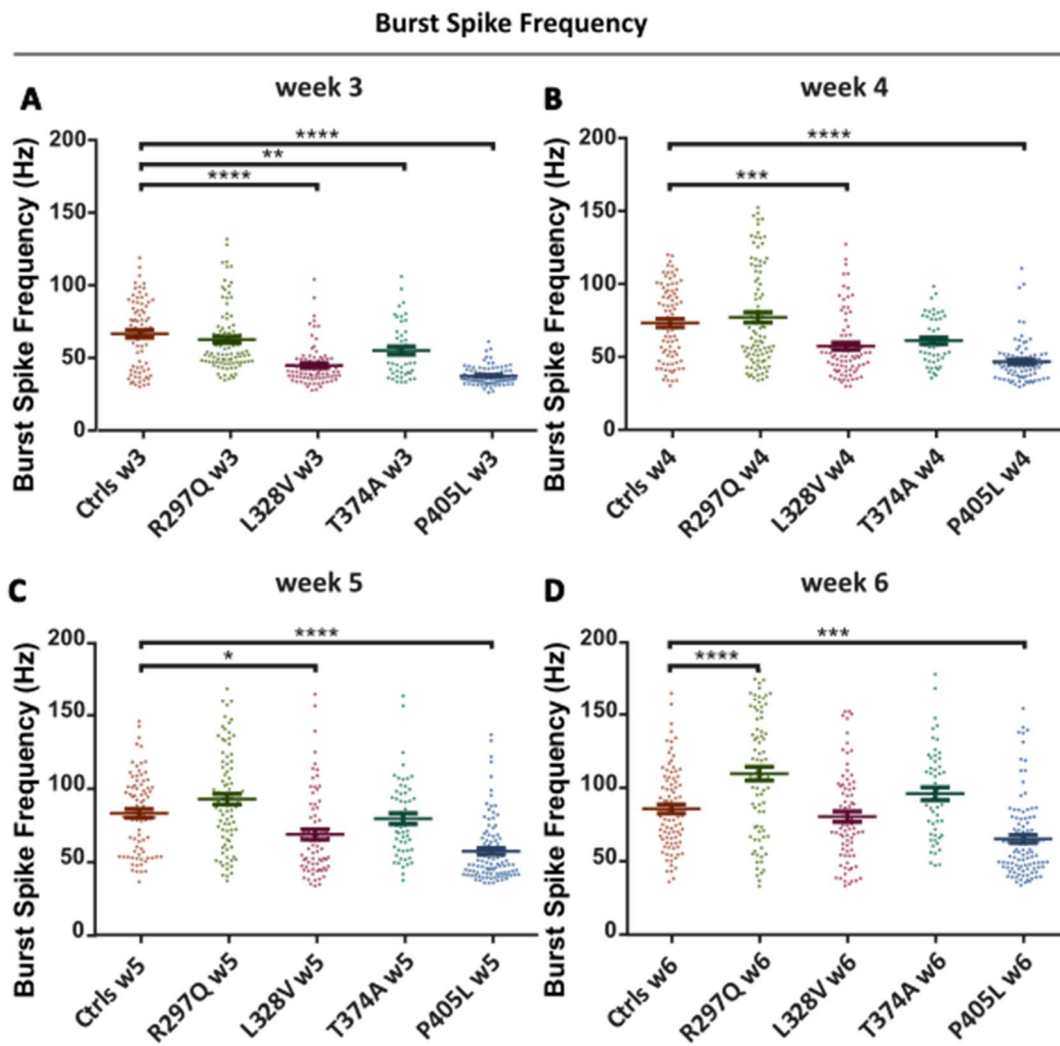 Burst Spike Frequency
A
week 3
Burst Spike Frequency (Hz)
200
150
100
50
0
****
**
****
Ctrls w3
R297Q w3
L328V w3
T374A w3
P405L w3
B
week 4
Burst Spike Frequency (Hz)
200
150
100
50
0
****
***
Ctrls w4
R297Q w4
L328V w4
T374A w4
P405L w4
C
week 5
Burst Spike Frequency (Hz)
200
150
100
50
0
****
*
Ctrls w5
R297Q w5
L328V w5
T374A w5
P405L w5
D
week 6
Burst Spike Frequency (Hz)
200
150
100
50
0
***
****
Ctrls w6
R297Q w6
L328V w6
T374A w6
P405L w6